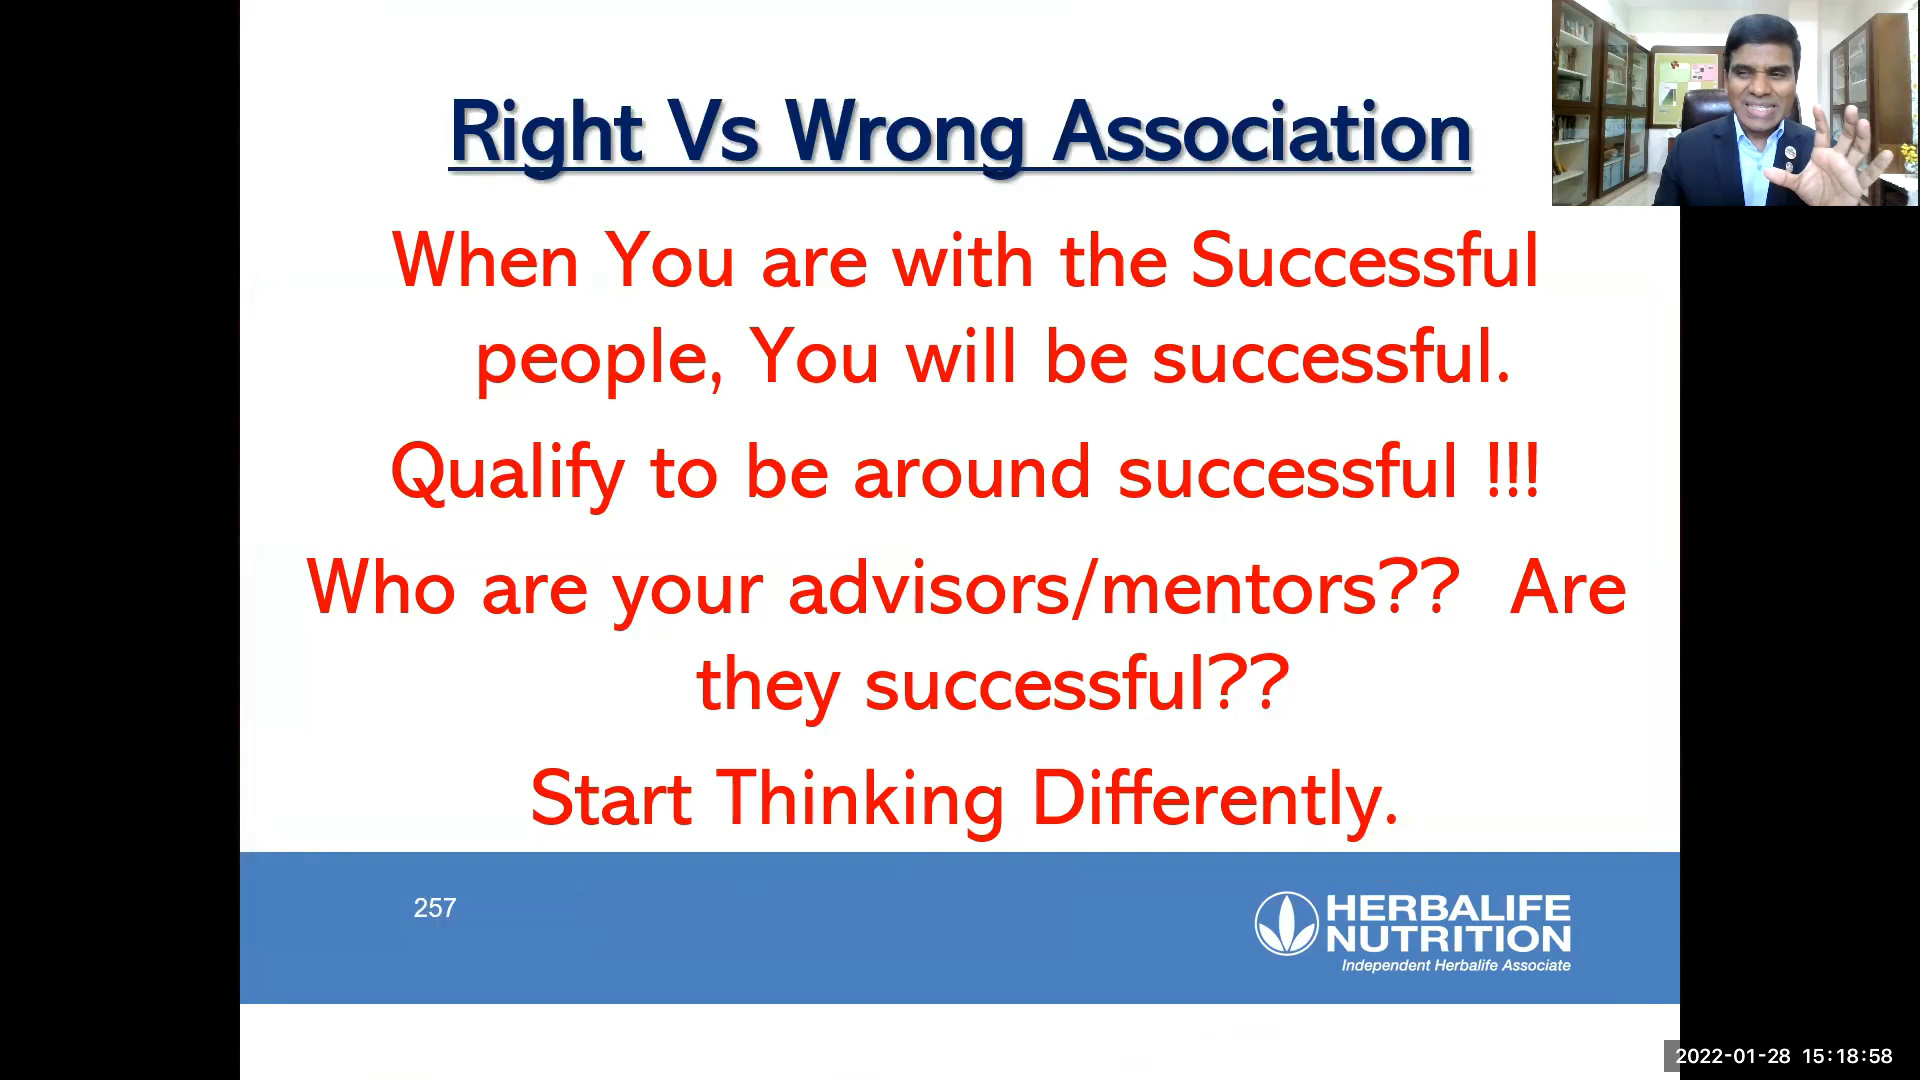 Right Vs Wrong Association
When You are with the Successful
people, You will be successful.
Qualify to be around successful !!!
Who are your advisors/mentors??  Are
they successful??
Start Thinking Differently.
257
HERBALIFE
NUTRITION
Independent Herbalife Associate
2022-01-28 15:18:58